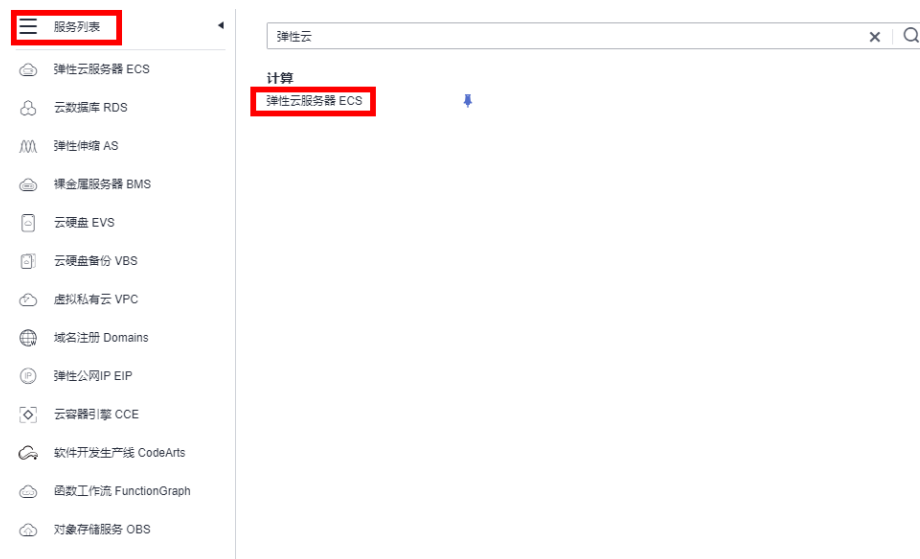 服务列表
弹性云服务器 ECS
云数据库 RDS
弹性伸缩 AS
裸金属服务器 BMS
云硬盘 EVS
云硬盘备份 VBS
虚拟私有云 VPC
域名注册 Domains
弹性公网IP EIP
云容器引擎 CCE
软件开发生产线 CodeArts
函数工作流 FunctionGraph
对象存储服务 OBS
弹性云
计算
弹性云服务器 ECS